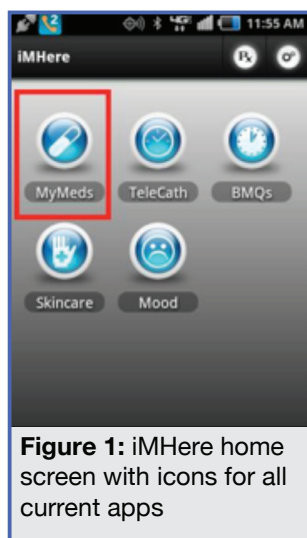 11:55 AM
iMHere
MyMeds TeleCath BMQs
Skincare Mood
Figure 1: iMHere home
screen with icons for all
current apps